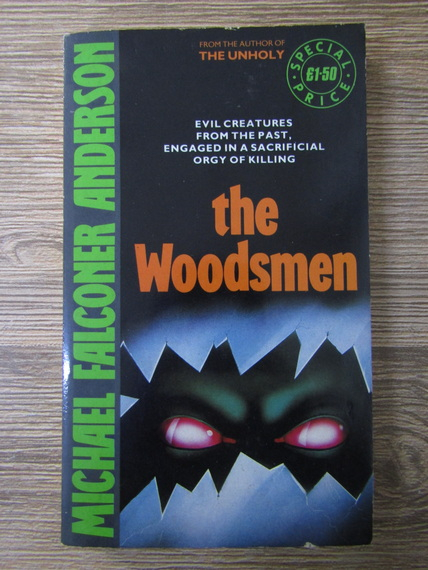 MICHAEL FALCONER ANDERSON
FROM THE AUTHOR OF
THE UNHOLY
SPECIAL
£1·50
PRICE
EVIL CREATURES
FROM THE PAST,
ENGAGED IN A SACRIFICIAL
ORGY OF KILLING
the
Woodsmen